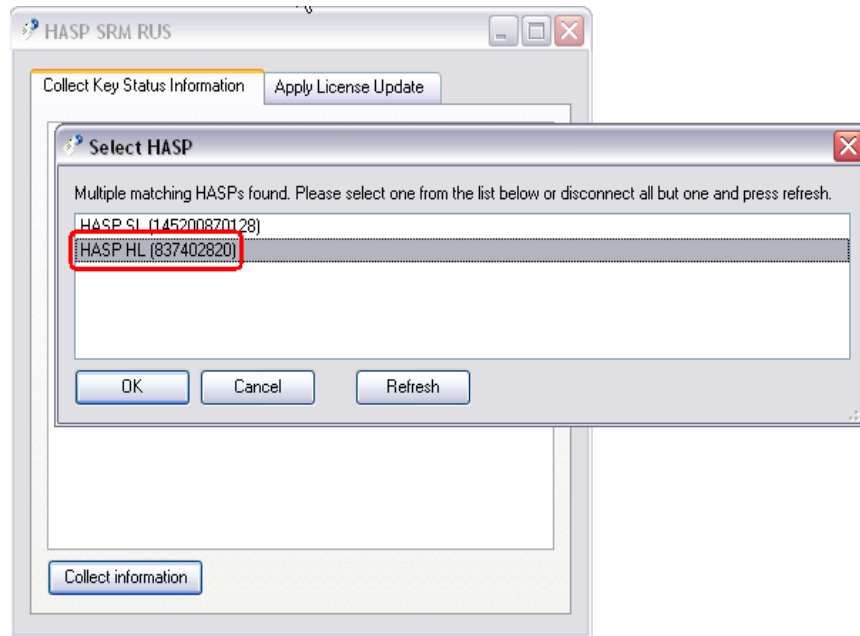 HASP SRM RUS
Collect Key Status Information
Apply License Update
Select HASP
Multiple matching HASPs found. Please select one from the list below or disconnect all but one and press refresh.
HASP SL (145200870128)
HASP HL (837402820)
OK
Cancel
Refresh
Collect information